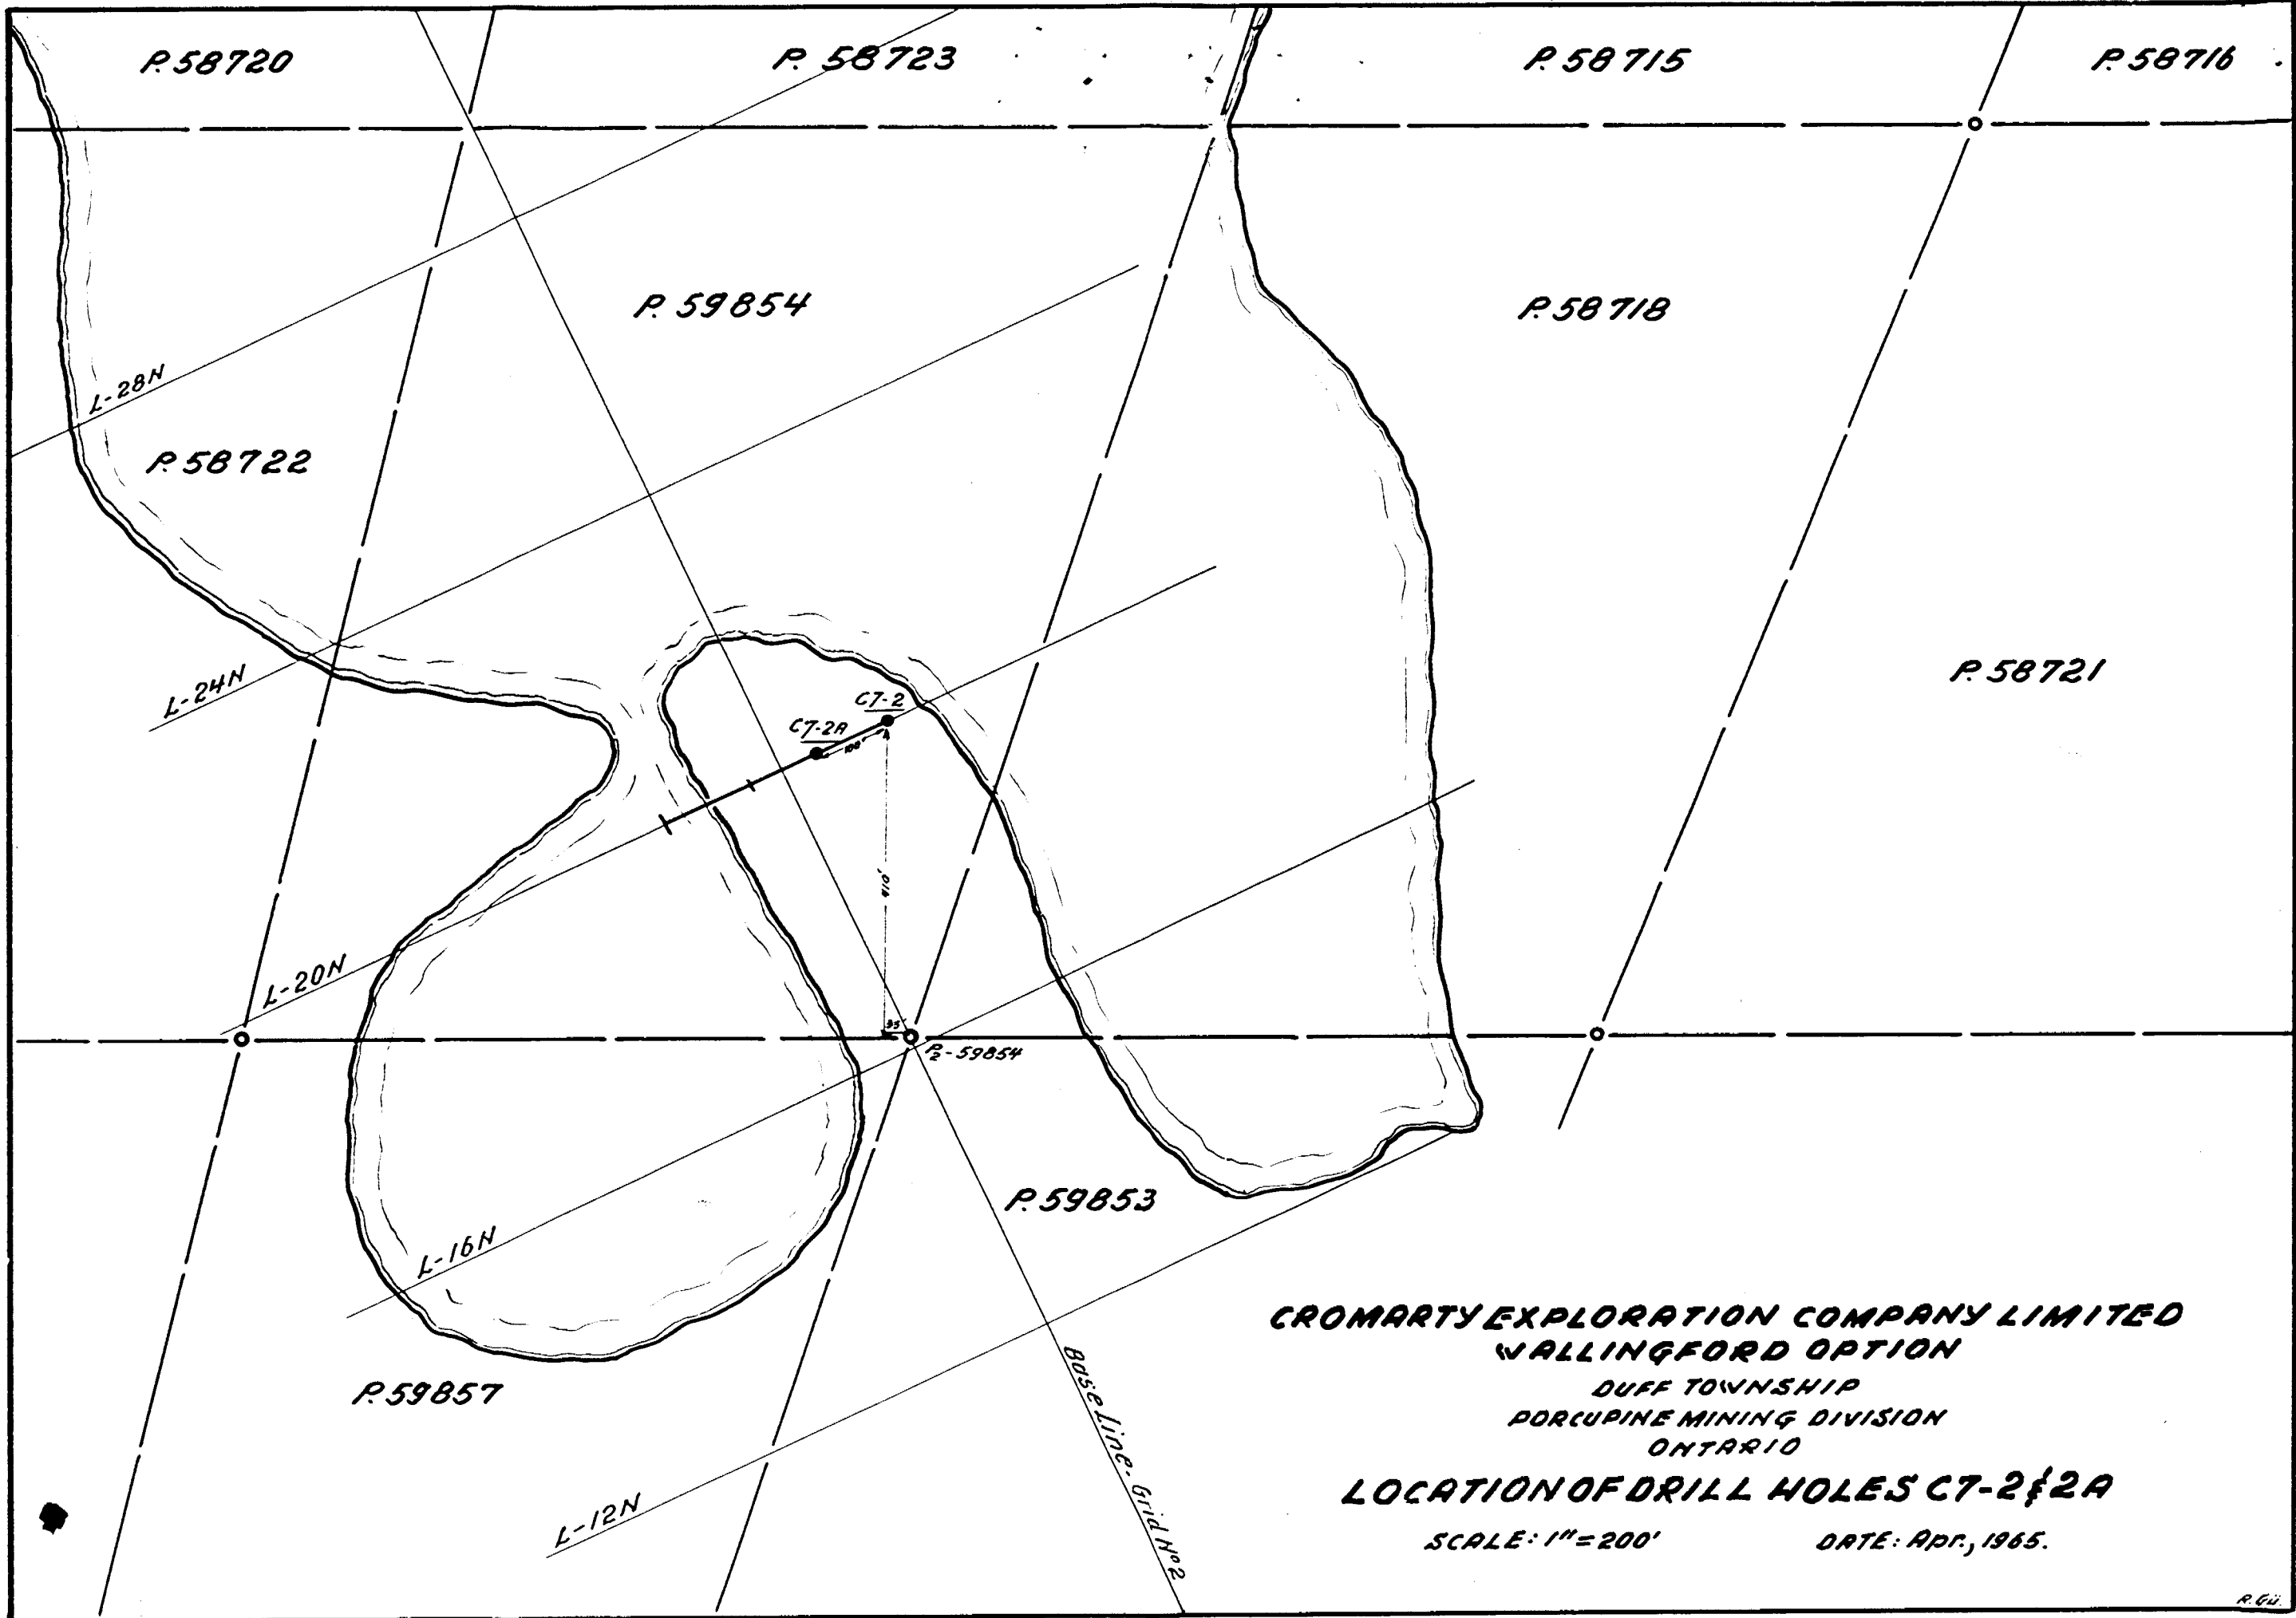 P. 58720
P. 58723
P. 58715
P. 58716
P. 59854
P. 58718
L-28N
P. 58722
L-24N
P. 58721
C7-2
C7-2A
100'
410'
L-20N
35'
P2-59854
P. 59853
L-16N
P. 59857
Base Line - Grid Nº 2
L-12N
CROMARTY EXPLORATION COMPANY LIMITED
WALLINGFORD OPTION
DUFF TOWNSHIP
PORCUPINE MINING DIVISION
ONTARIO
LOCATION OF DRILL HOLES C7-2 & 2A
SCALE: 1" = 200'
DATE: Apr., 1965.